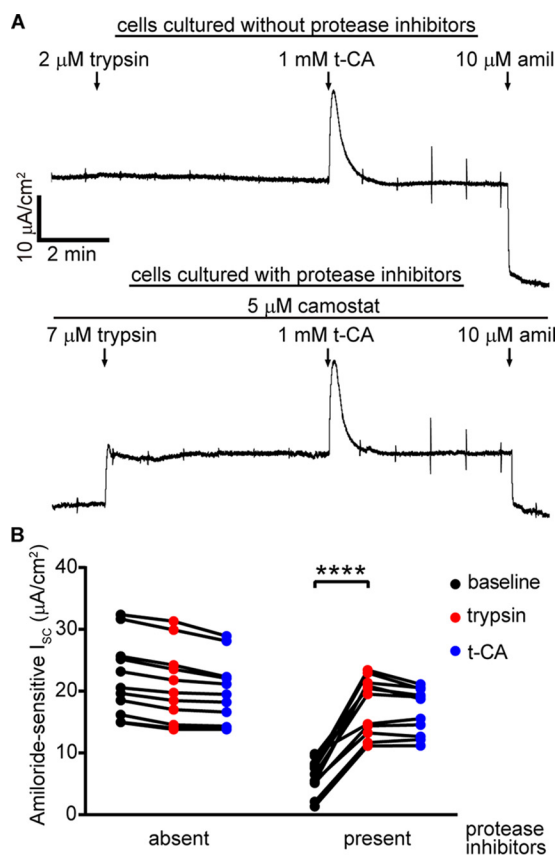 A
cells cultured without protease inhibitors
2 μM trypsin 1 mM t-CA 10 μM amil
10 μA/cm²
2 min
cells cultured with protease inhibitors
5 μM camostat
7 μM trypsin 1 mM t-CA 10 μM amil
B
Amiloride-sensitive I_SC (μA/cm²)
40
30
20
10
0
****
baseline
trypsin
t-CA
absent present protease inhibitors